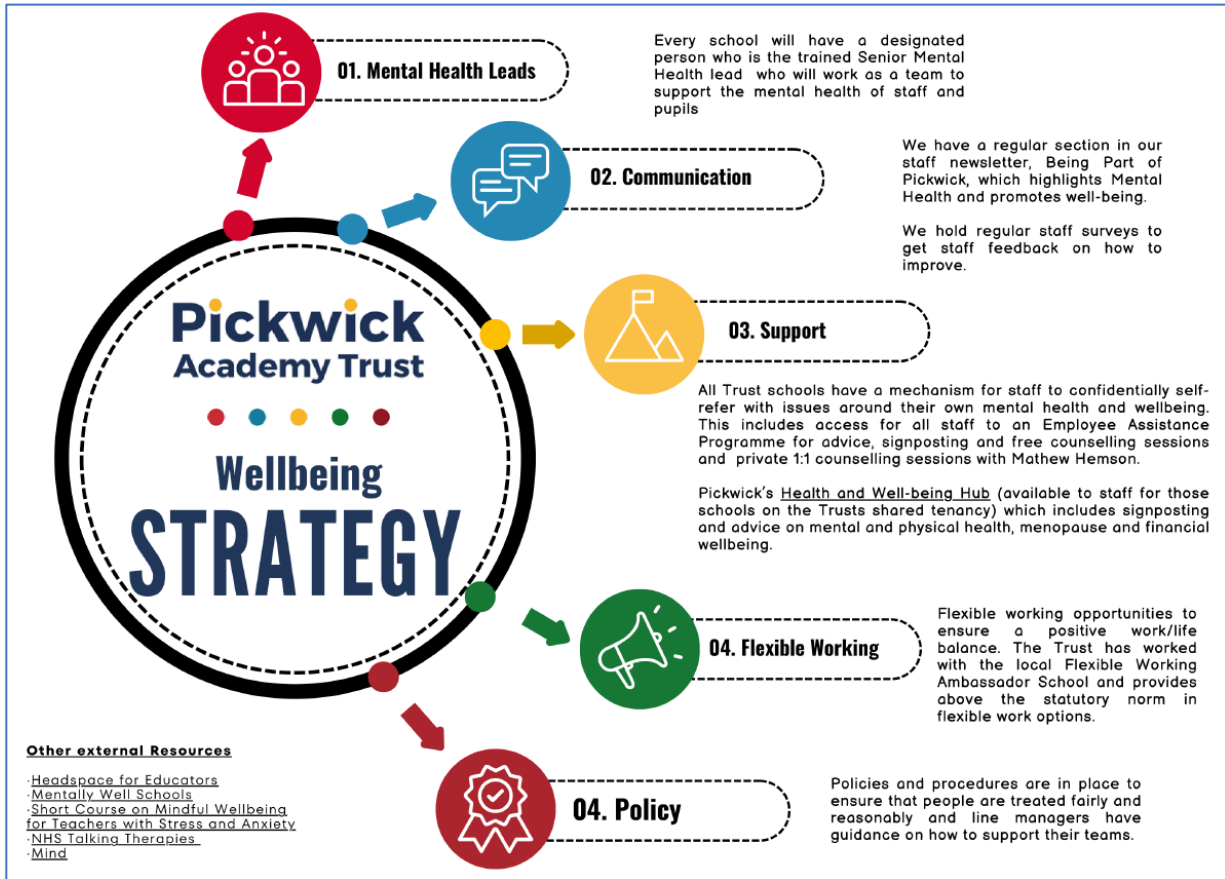 01. Mental Health Leads
Every school will have a designated
person who is the trained Senior Mental
Health lead who will work as a team to
support the mental health of staff and
pupils
02. Communication
We have a regular section in our
staff newsletter, Being Part of
Pickwick, which highlights Mental
Health and promotes well-being.
We hold regular staff surveys to
get staff feedback on how to
improve.
Pickwick
Academy Trust
Wellbeing
STRATEGY
03. Support
All Trust schools have a mechanism for staff to confidentially self-
refer with issues around their own mental health and wellbeing.
This includes access for all staff to an Employee Assistance
Programme for advice, signposting and free counselling sessions
and private 1:1 counselling sessions with Mathew Hemson.
Pickwick's Health and Well-being Hub (available to staff for those
schools on the Trusts shared tenancy) which includes signposting
and advice on mental and physical health, menopause and financial
wellbeing.
04. Flexible Working
Flexible working opportunities to
ensure a positive work/life
balance. The Trust has worked
with the local Flexible Working
Ambassador School and provides
above the statutory norm in
flexible work options.
04. Policy
Policies and procedures are in place to
ensure that people are treated fairly and
reasonably and line managers have
guidance on how to support their teams.
Other external Resources
·Headspace for Educators
·Mentally Well Schools
·Short Course on Mindful Wellbeing
for Teachers with Stress and Anxiety
·NHS Talking Therapies
·Mind